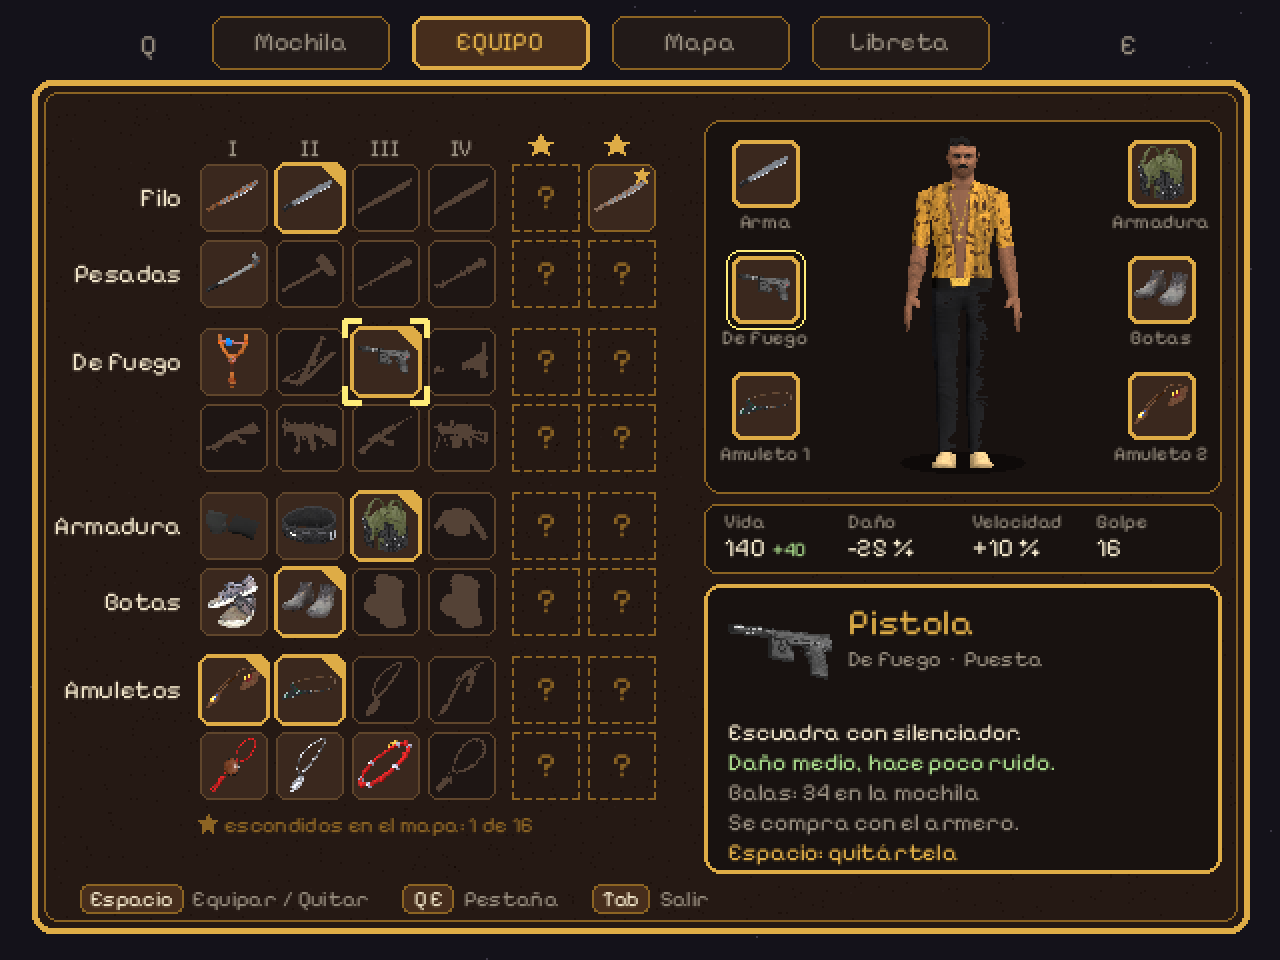 Q Mochila EQUIPO Mapa Libreta E
I II III IV
Filo ?
Pesadas ? ?
De Fuego ? ?
? ?
Armadura ? ?
Botas ? ?
Amuletos ? ?
? ?
escondidos en el mapa: 1 de 16
Arma Armadura
De Fuego Botas
Amuleto 1 Amuleto 2
Vida Daño Velocidad Golpe
140 +40 -28 % +10 % 16
Pistola
De Fuego · Puesta
Escuadra con silenciador.
Daño medio, hace poco ruido.
Balas: 34 en la mochila
Se compra con el armero.
Espacio: quitártela
Espacio Equipar / Quitar QE Pestaña Tab Salir